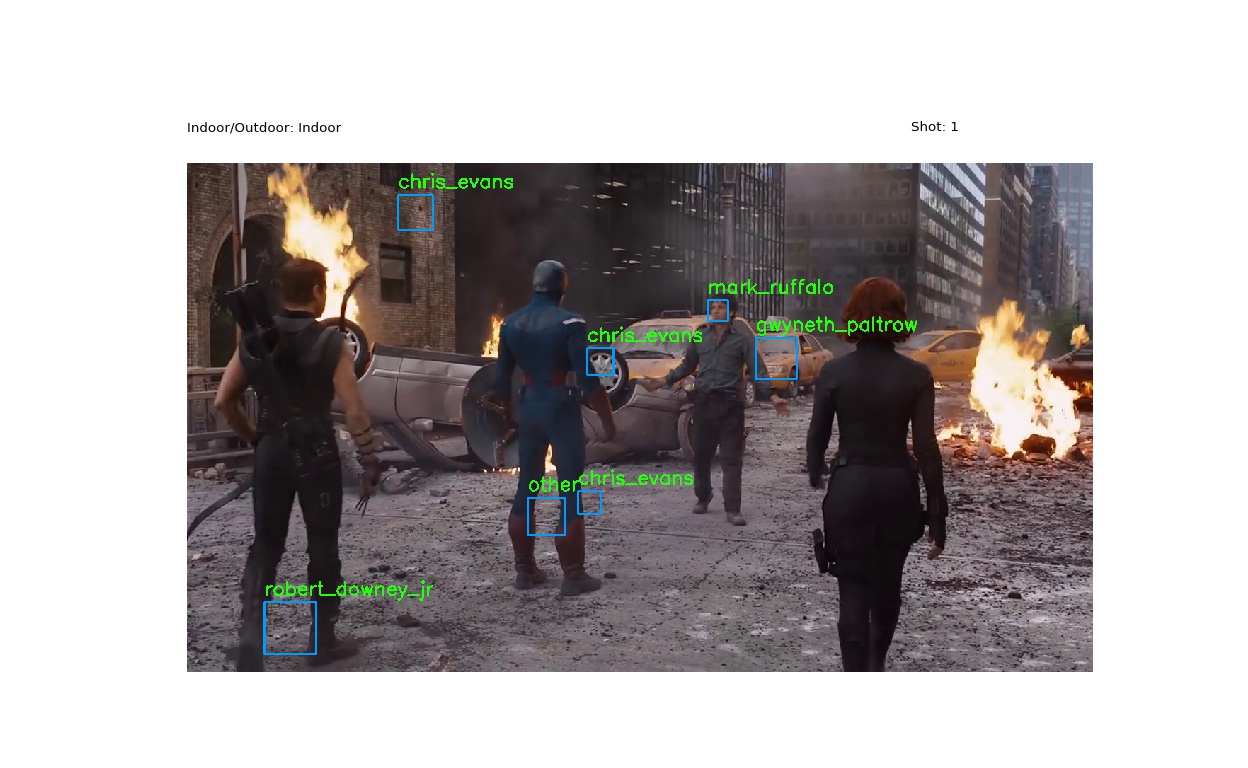 Indoor/Outdoor: Indoor
Shot: 1
chris_evans
mark_ruffalo
gwyneth_paltrow
chris_evans
chris_evans
other
robert_downey_jr